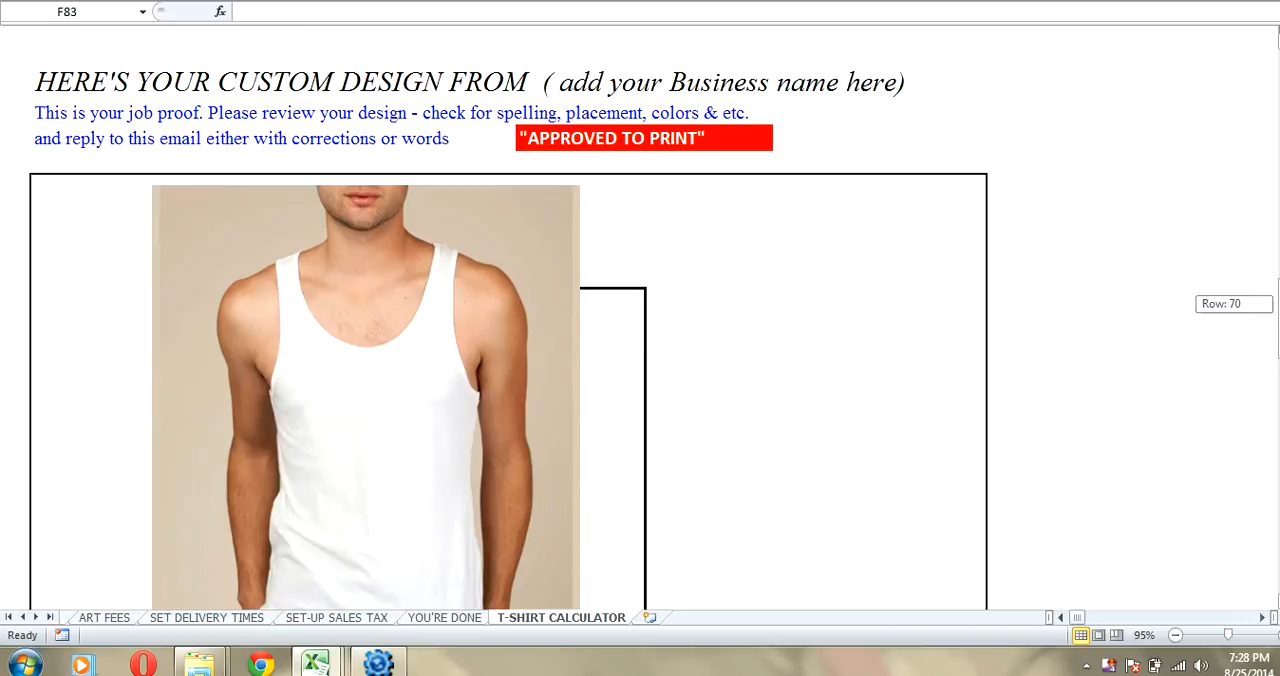 F83
fx
HERE'S YOUR CUSTOM DESIGN FROM ( add your Business name here)
This is your job proof. Please review your design - check for spelling, placement, colors & etc.
and reply to this email either with corrections or words "APPROVED TO PRINT"
Row: 70
ART FEES SET DELIVERY TIMES SET-UP SALES TAX YOU'RE DONE T-SHIRT CALCULATOR
Ready 95%
7:28 PM
8/25/2014